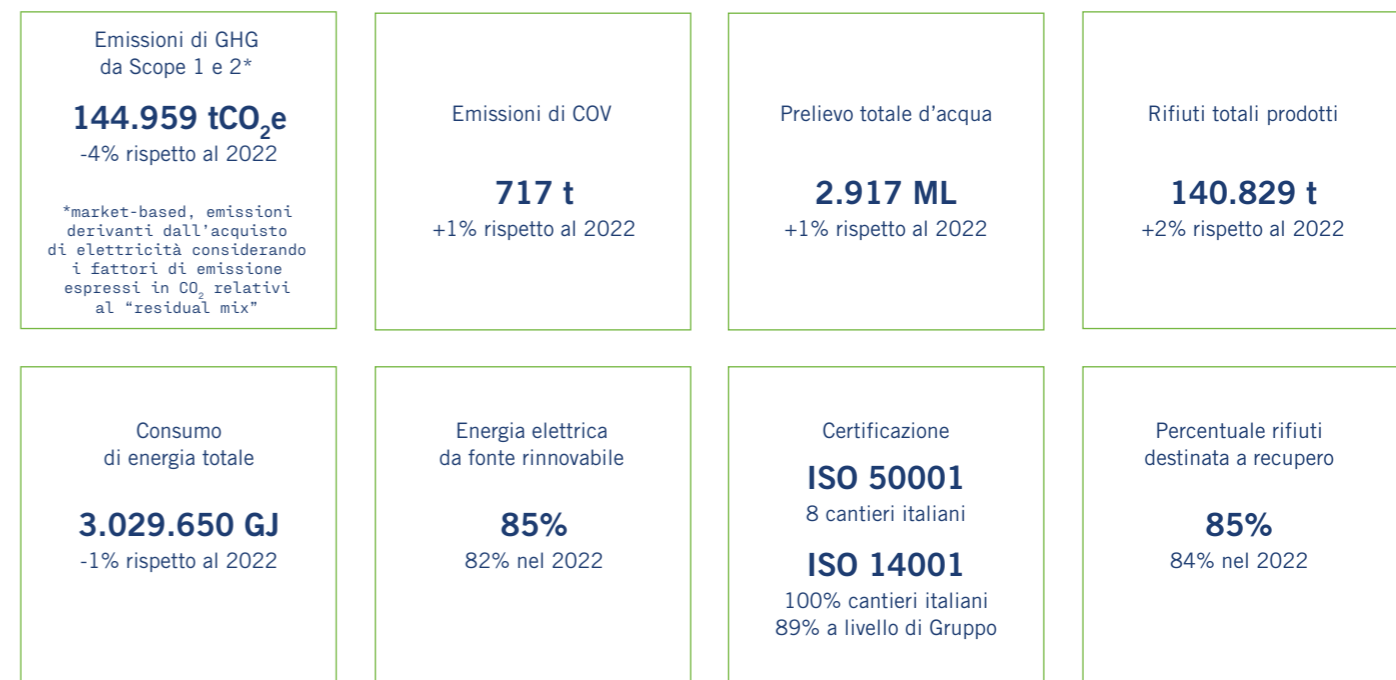 Emissioni di GHG
da Scope 1 e 2*
144.959 tCO₂e
-4% rispetto al 2022
*market-based, emissioni
derivanti dall'acquisto
di elettricità considerando
i fattori di emissione
espressi in CO₂ relativi
al “residual mix”
Emissioni di COV
717 t
+1% rispetto al 2022
Prelievo totale d'acqua
2.917 ML
+1% rispetto al 2022
Rifiuti totali prodotti
140.829 t
+2% rispetto al 2022
Consumo
di energia totale
3.029.650 GJ
-1% rispetto al 2022
Energia elettrica
da fonte rinnovabile
85%
82% nel 2022
Certificazione
ISO 50001
8 cantieri italiani
ISO 14001
100% cantieri italiani
89% a livello di Gruppo
Percentuale rifiuti
destinata a recupero
85%
84% nel 2022